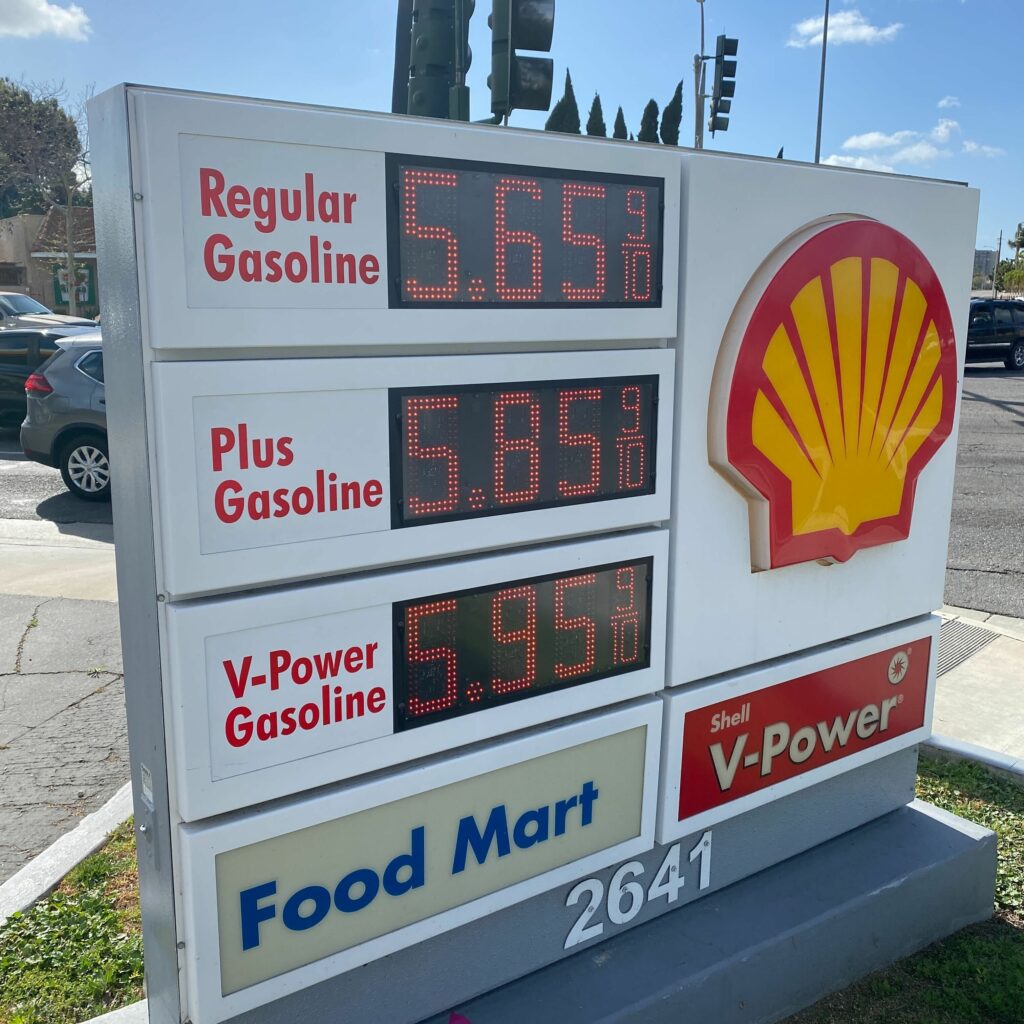 Regular
Gasoline
5.65 9/10
Plus
Gasoline
5.85 9/10
V-Power
Gasoline
5.95 9/10
Food Mart
Shell
V-Power®
2641